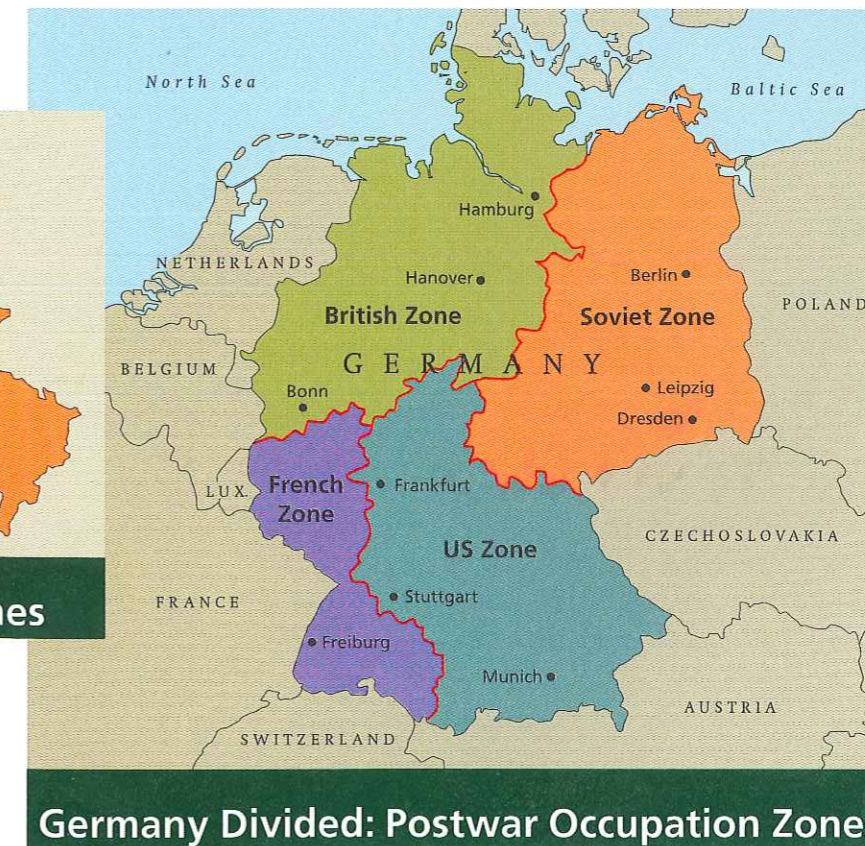 North Sea
Baltic Sea
Hamburg
NETHERLANDS
Hanover
Berlin
British Zone
Soviet Zone
POLAND
GERMANY
BELGIUM
Bonn
Leipzig
Dresden
LUX.
French
Zone
Frankfurt
US Zone
CZECHOSLOVAKIA
FRANCE
Stuttgart
Freiburg
Munich
AUSTRIA
SWITZERLAND
nes
Germany Divided: Postwar Occupation Zone